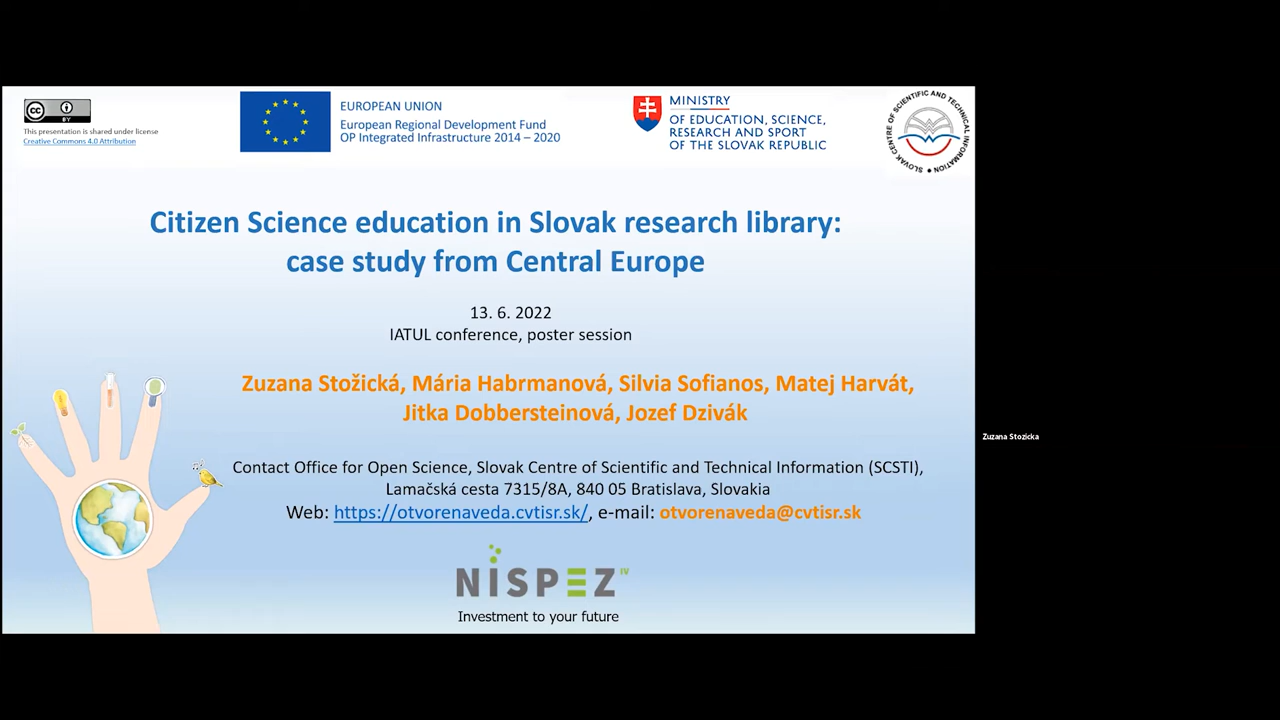 CC BY
This presentation is shared under license
Creative Commons 4.0 Attribution
EUROPEAN UNION
European Regional Development Fund
OP Integrated Infrastructure 2014 – 2020
MINISTRY
OF EDUCATION, SCIENCE,
RESEARCH AND SPORT
OF THE SLOVAK REPUBLIC
SLOVAK CENTRE OF SCIENTIFIC AND TECHNICAL INFORMATION
Citizen Science education in Slovak research library:
case study from Central Europe
13. 6. 2022
IATUL conference, poster session
Zuzana Stožická, Mária Habrmanová, Silvia Sofianos, Matej Harvát,
Jitka Dobbersteinová, Jozef Dzivák
Zuzana Stozicka
Contact Office for Open Science, Slovak Centre of Scientific and Technical Information (SCSTI),
Lamačská cesta 7315/8A, 840 05 Bratislava, Slovakia
Web: https://otvorenaveda.cvtisr.sk/, e-mail: otvorenaveda@cvtisr.sk
NISPEZ IV
Investment to your future